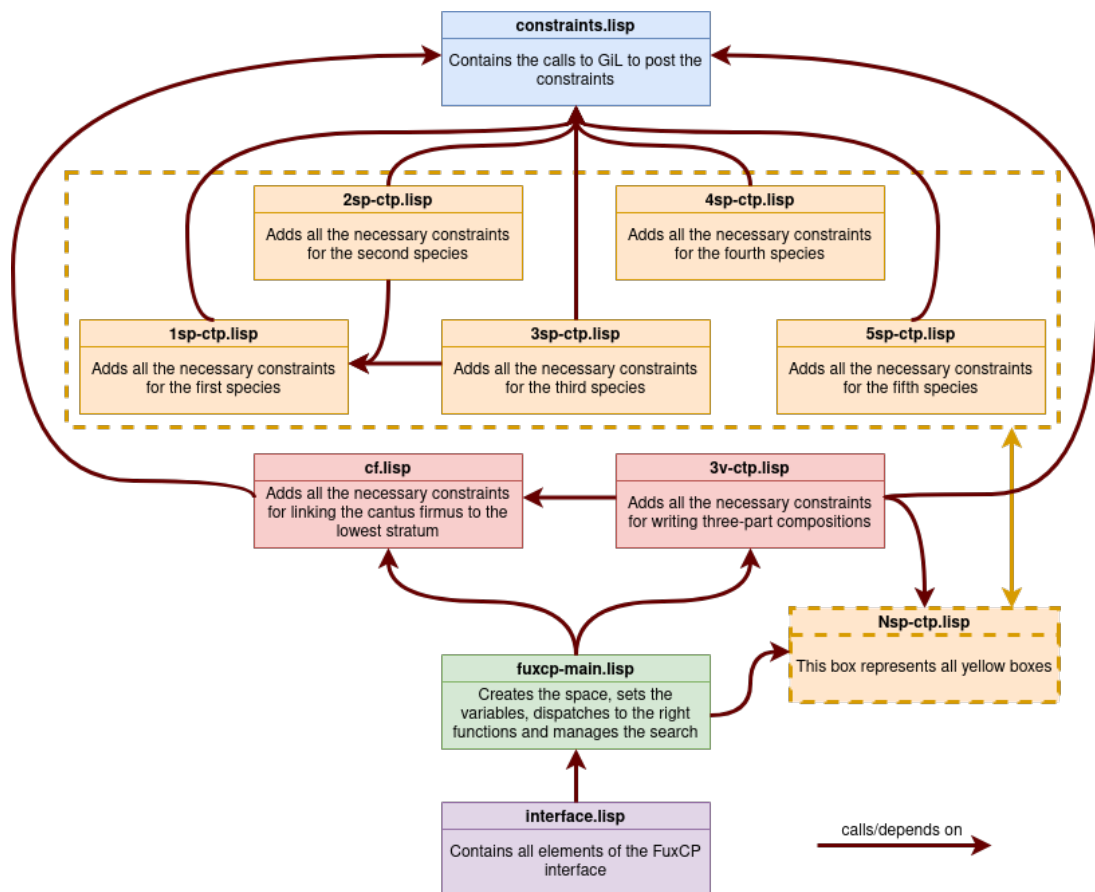 constraints.lisp
Contains the calls to GiL to post the
constraints
2sp-ctp.lisp
Adds all the necessary constraints
for the second species
4sp-ctp.lisp
Adds all the necessary constraints
for the fourth species
1sp-ctp.lisp
Adds all the necessary constraints
for the first species
3sp-ctp.lisp
Adds all the necessary constraints
for the third species
5sp-ctp.lisp
Adds all the necessary constraints
for the fifth species
cf.lisp
Adds all the necessary constraints
for linking the cantus firmus to the
lowest stratum
3v-ctp.lisp
Adds all the necessary constraints
for writing three-part compositions
Nsp-ctp.lisp
This box represents all yellow boxes
fuxcp-main.lisp
Creates the space, sets the
variables, dispatches to the right
functions and manages the search
interface.lisp
Contains all elements of the FuxCP
interface
calls/depends on